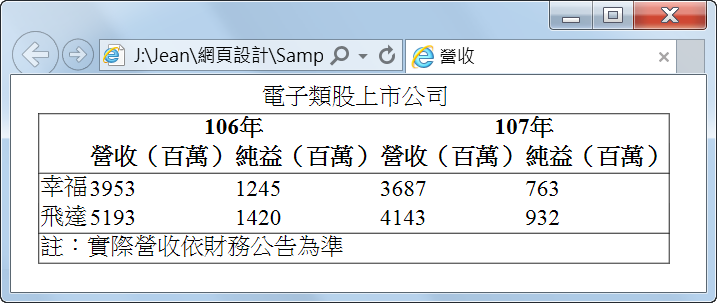 J:\Jean\網頁設計\Samp
營收
電子類股上市公司
106年 107年
營收（百萬） 純益（百萬） 營收（百萬） 純益（百萬）
幸福 3953 1245 3687 763
飛達 5193 1420 4143 932
註：實際營收依財務公告為準